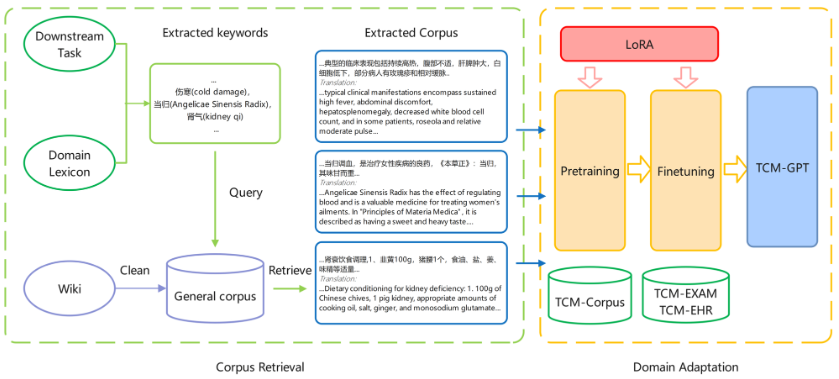 Downstream
Task
Extracted keywords
Extracted Corpus
...
伤寒(cold damage),
当归(Angelicae Sinensis Radix),
肾气(kidney qi)
...
Domain
Lexicon
Query
Wiki
Clean
General corpus
Retrieve
...典型的临床表现包括持续高热，腹部不适，肝脾肿大，白
细胞低下，部分病人有玫瑰疹和相对缓脉..
Translation:
...typical clinical manifestations encompass sustained
high fever, abdominal discomfort,
hepatosplenomegaly, decreased white blood cell
count, and in some patients, roseola and relative
moderate pulse...
...当归调血，是治疗女性疾病的良药，《本草正》：当归，
其味甘而重...
Translation:
...Angelicae Sinensis Radix has the effect of regulating
blood and is a valuable medicine for treating women's
ailments. In "Principles of Materia Medica", it is
described as having a sweet and heavy taste....
...肾衰饮食调理,1、韭黄100g，猪腰1个，食油、盐、姜、
味精等适量...
Translation:
...Dietary conditioning for kidney deficiency: 1. 100g of
Chinese chives, 1 pig kidney, appropriate amounts of
cooking oil, salt, ginger, and monosodium glutamate...
LoRA
Pretraining
Finetuning
TCM-GPT
TCM-Corpus
TCM-EXAM
TCM-EHR
Corpus Retrieval
Domain Adaptation